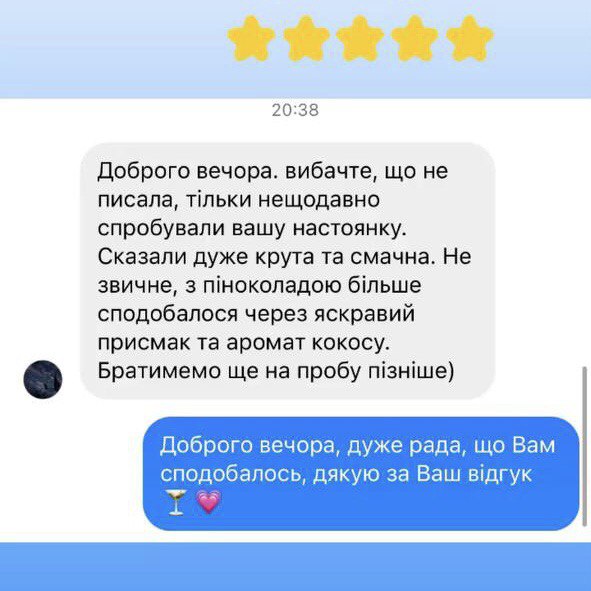 20:38
Доброго вечора. вибачте, що не
писала, тільки нещодавно
спробували вашу настоянку.
Сказали дуже крута та смачна. Не
звичне, з піноколадою більше
сподобалося через яскравий
присмак та аромат кокосу.
Братимемо ще на пробу пізніше)
Доброго вечора, дуже рада, що Вам
сподобалось, дякую за Ваш відгук
🍸💗